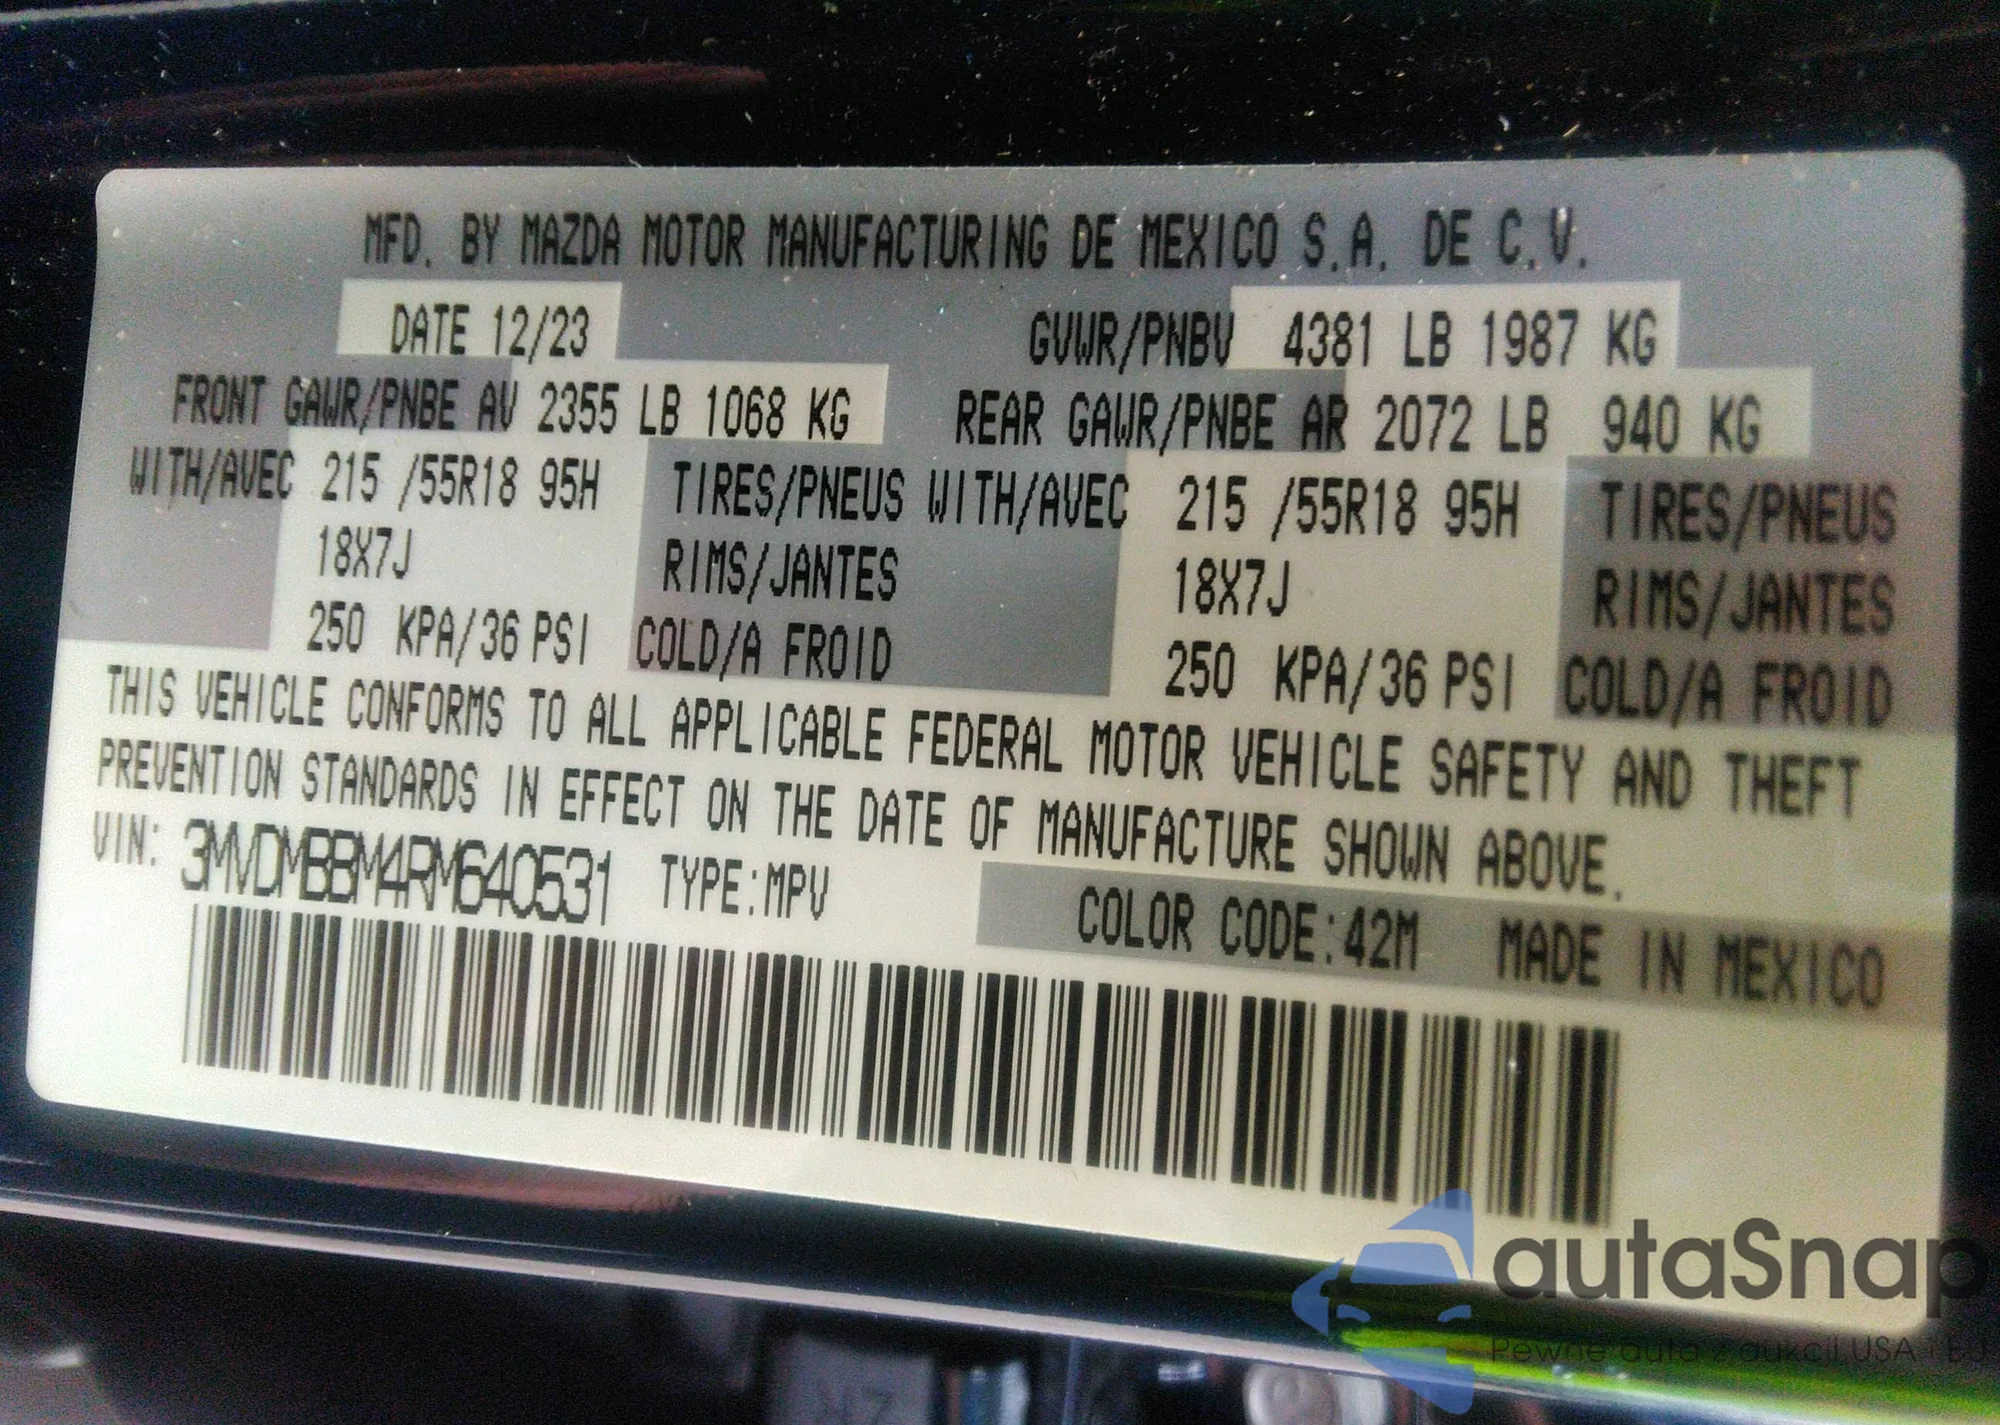 MFD. BY MAZDA MOTOR MANUFACTURING DE MEXICO S.A. DE C.V.
DATE 12/23 GVWR/PNBV 4381 LB 1987 KG
FRONT GAWR/PNBE AV 2355 LB 1068 KG REAR GAWR/PNBE AR 2072 LB 940 KG
WITH/AVEC 215 /55R18 95H TIRES/PNEUS WITH/AVEC 215 /55R18 95H TIRES/PNEUS
18X7J RIMS/JANTES 18X7J RIMS/JANTES
250 KPA/36 PSI COLD/A FROID 250 KPA/36 PSI COLD/A FROID
THIS VEHICLE CONFORMS TO ALL APPLICABLE FEDERAL MOTOR VEHICLE SAFETY AND THEFT
PREVENTION STANDARDS IN EFFECT ON THE DATE OF MANUFACTURE SHOWN ABOVE.
VIN: 3MVDMBBM4RM640531 TYPE:MPV
COLOR CODE:42M MADE IN MEXICO
autaSnap
Pewne auta z aukcji USA i EU